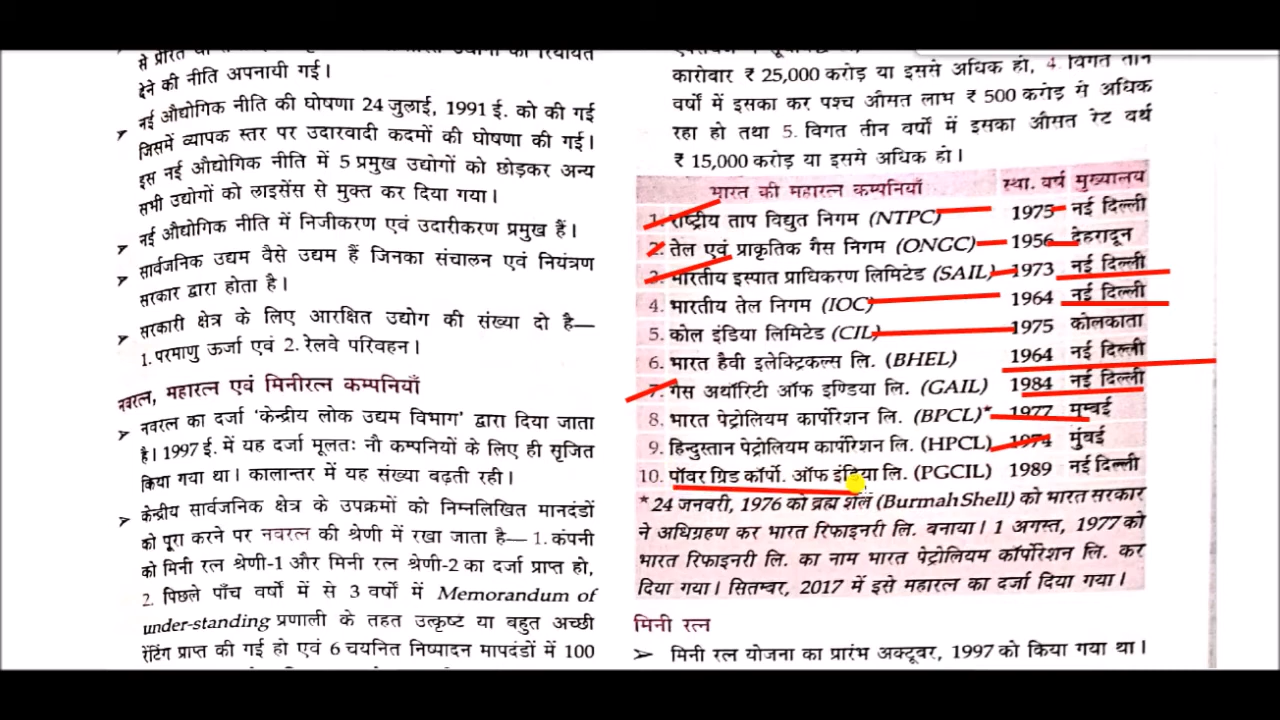 से प्रेरित
देने की नीति अपनायी गई।
नई औद्योगिक नीति की घोषणा 24 जुलाई, 1991 ई. को की गई
जिसमें व्यापक स्तर पर उदारवादी कदमों की घोषणा की गई।
इस नई औद्योगिक नीति में 5 प्रमुख उद्योगों को छोड़कर अन्य
सभी उद्योगों को लाइसेंस से मुक्त कर दिया गया।
नई औद्योगिक नीति में निजीकरण एवं उदारीकरण प्रमुख हैं।
सार्वजनिक उद्यम वैसे उद्यम हैं जिनका संचालन एवं नियंत्रण
सरकार द्वारा होता है।
सरकारी क्षेत्र के लिए आरक्षित उद्योग की संख्या दो है—
1. परमाणु ऊर्जा एवं 2. रेलवे परिवहन।
नवरत्न, महारत्न एवं मिनीरत्न कम्पनियाँ
नवरत्न का दर्जा 'केन्द्रीय लोक उद्यम विभाग' द्वारा दिया जाता
है। 1997 ई. में यह दर्जा मूलतः नौ कम्पनियों के लिए ही सृजित
किया गया था। कालान्तर में यह संख्या बढ़ती रही।
केन्द्रीय सार्वजनिक क्षेत्र के उपक्रमों को निम्नलिखित मानदंडों
को पूरा करने पर नवरत्न की श्रेणी में रखा जाता है— 1. कंपनी
को मिनी रत्न श्रेणी-1 और मिनी रत्न श्रेणी-2 का दर्जा प्राप्त हो,
2. पिछले पाँच वर्षों में से 3 वर्षों में Memorandum of
under-standing प्रणाली के तहत उत्कृष्ट या बहुत अच्छी
रेटिंग प्राप्त की गई हो एवं 6 चयनित निष्पादन मापदंडों में 100
कारोबार ₹ 25,000 करोड़ या इससे अधिक हो, 4. विगत तीन
वर्षों में इसका कर पश्च औसत लाभ ₹ 500 करोड़ से अधिक
रहा हो तथा 5. विगत तीन वर्षों में इसका औसत रेट वर्थ
₹ 15,000 करोड़ या इसमे अधिक हो।
भारत की महारत्न कम्पनियाँ स्था. वर्ष मुख्यालय
1. राष्ट्रीय ताप विद्युत निगम (NTPC) 1975 नई दिल्ली
2. तेल एवं प्राकृतिक गैस निगम (ONGC) 1956 देहरादून
3. भारतीय इस्पात प्राधिकरण लिमिटेड (SAIL) 1973 नई दिल्ली
4. भारतीय तेल निगम (IOC) 1964 नई दिल्ली
5. कोल इंडिया लिमिटेड (CIL) 1975 कोलकाता
6. भारत हैवी इलेक्ट्रिकल्स लि. (BHEL) 1964 नई दिल्ली
7. गैस अथॉरिटी ऑफ इण्डिया लि. (GAIL) 1984 नई दिल्ली
8. भारत पेट्रोलियम कार्पोरेशन लि. (BPCL)* 1977 मुम्बई
9. हिन्दुस्तान पेट्रोलियम कार्पोरेशन लि. (HPCL) 1974 मुंबई
10. पॉवर ग्रिड कॉर्पो. ऑफ इंडिया लि. (PGCIL) 1989 नई दिल्ली
* 24 जनवरी, 1976 को ब्रह्म शेल (Burmah Shell) को भारत सरकार
ने अधिग्रहण कर भारत रिफाइनरी लि. बनाया। 1 अगस्त, 1977 को
भारत रिफाइनरी लि. का नाम भारत पेट्रोलियम कॉर्पोरेशन लि. कर
दिया गया। सितम्बर, 2017 में इसे महारत्न का दर्जा दिया गया।
मिनी रत्न
➤ मिनी रत्न योजना का प्रारंभ अक्टूबर, 1997 को किया गया था।